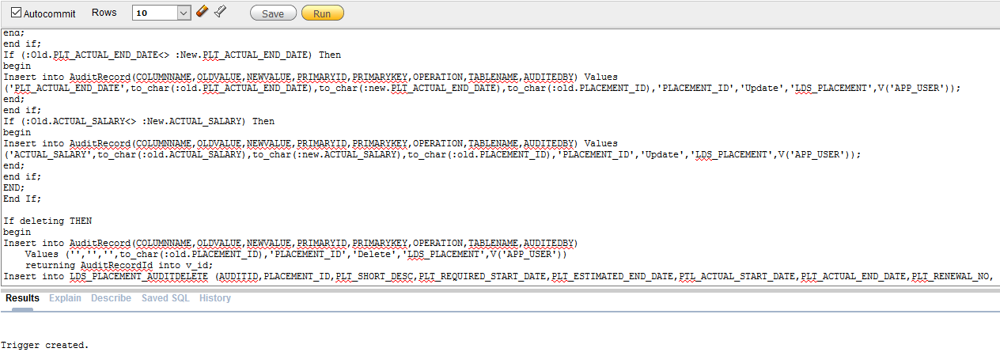 Autocommit Rows 10 Save Run
end;
end if;
If (:Old.PLT_ACTUAL_END_DATE<> :New.PLT_ACTUAL_END_DATE) Then
begin
Insert into AuditRecord(COLUMNNAME,OLDVALUE,NEWVALUE,PRIMARYID,PRIMARYKEY,OPERATION,TABLENAME,AUDITEDBY) Values
('PLT_ACTUAL_END_DATE',to_char(:old.PLT_ACTUAL_END_DATE),to_char(:new.PLT_ACTUAL_END_DATE),to_char(:old.PLACEMENT_ID),'PLACEMENT_ID','Update','LDS_PLACEMENT',V('APP_USER'));
end;
end if;
If (:Old.ACTUAL_SALARY<> :New.ACTUAL_SALARY) Then
begin
Insert into AuditRecord(COLUMNNAME,OLDVALUE,NEWVALUE,PRIMARYID,PRIMARYKEY,OPERATION,TABLENAME,AUDITEDBY) Values
('ACTUAL_SALARY',to_char(:old.ACTUAL_SALARY),to_char(:new.ACTUAL_SALARY),to_char(:old.PLACEMENT_ID),'PLACEMENT_ID','Update','LDS_PLACEMENT',V('APP_USER'));
end;
end if;
END;
End If;
If deleting THEN
begin
Insert into AuditRecord(COLUMNNAME,OLDVALUE,NEWVALUE,PRIMARYID,PRIMARYKEY,OPERATION,TABLENAME,AUDITEDBY)
Values ('','','',to_char(:old.PLACEMENT_ID),'PLACEMENT_ID','Delete','LDS_PLACEMENT',V('APP_USER'))
returning AuditRecordId into v_id;
Insert into LDS_PLACEMENT_AUDITDELETE (AUDITID,PLACEMENT_ID,PLT_SHORT_DESC,PLT_REQUIRED_START_DATE,PLT_ESTIMATED_END_DATE,PTL_ACTUAL_START_DATE,PLT_ACTUAL_END_DATE,PLT_RENEWAL_NO,
Results Explain Describe Saved SQL History
Trigger created.